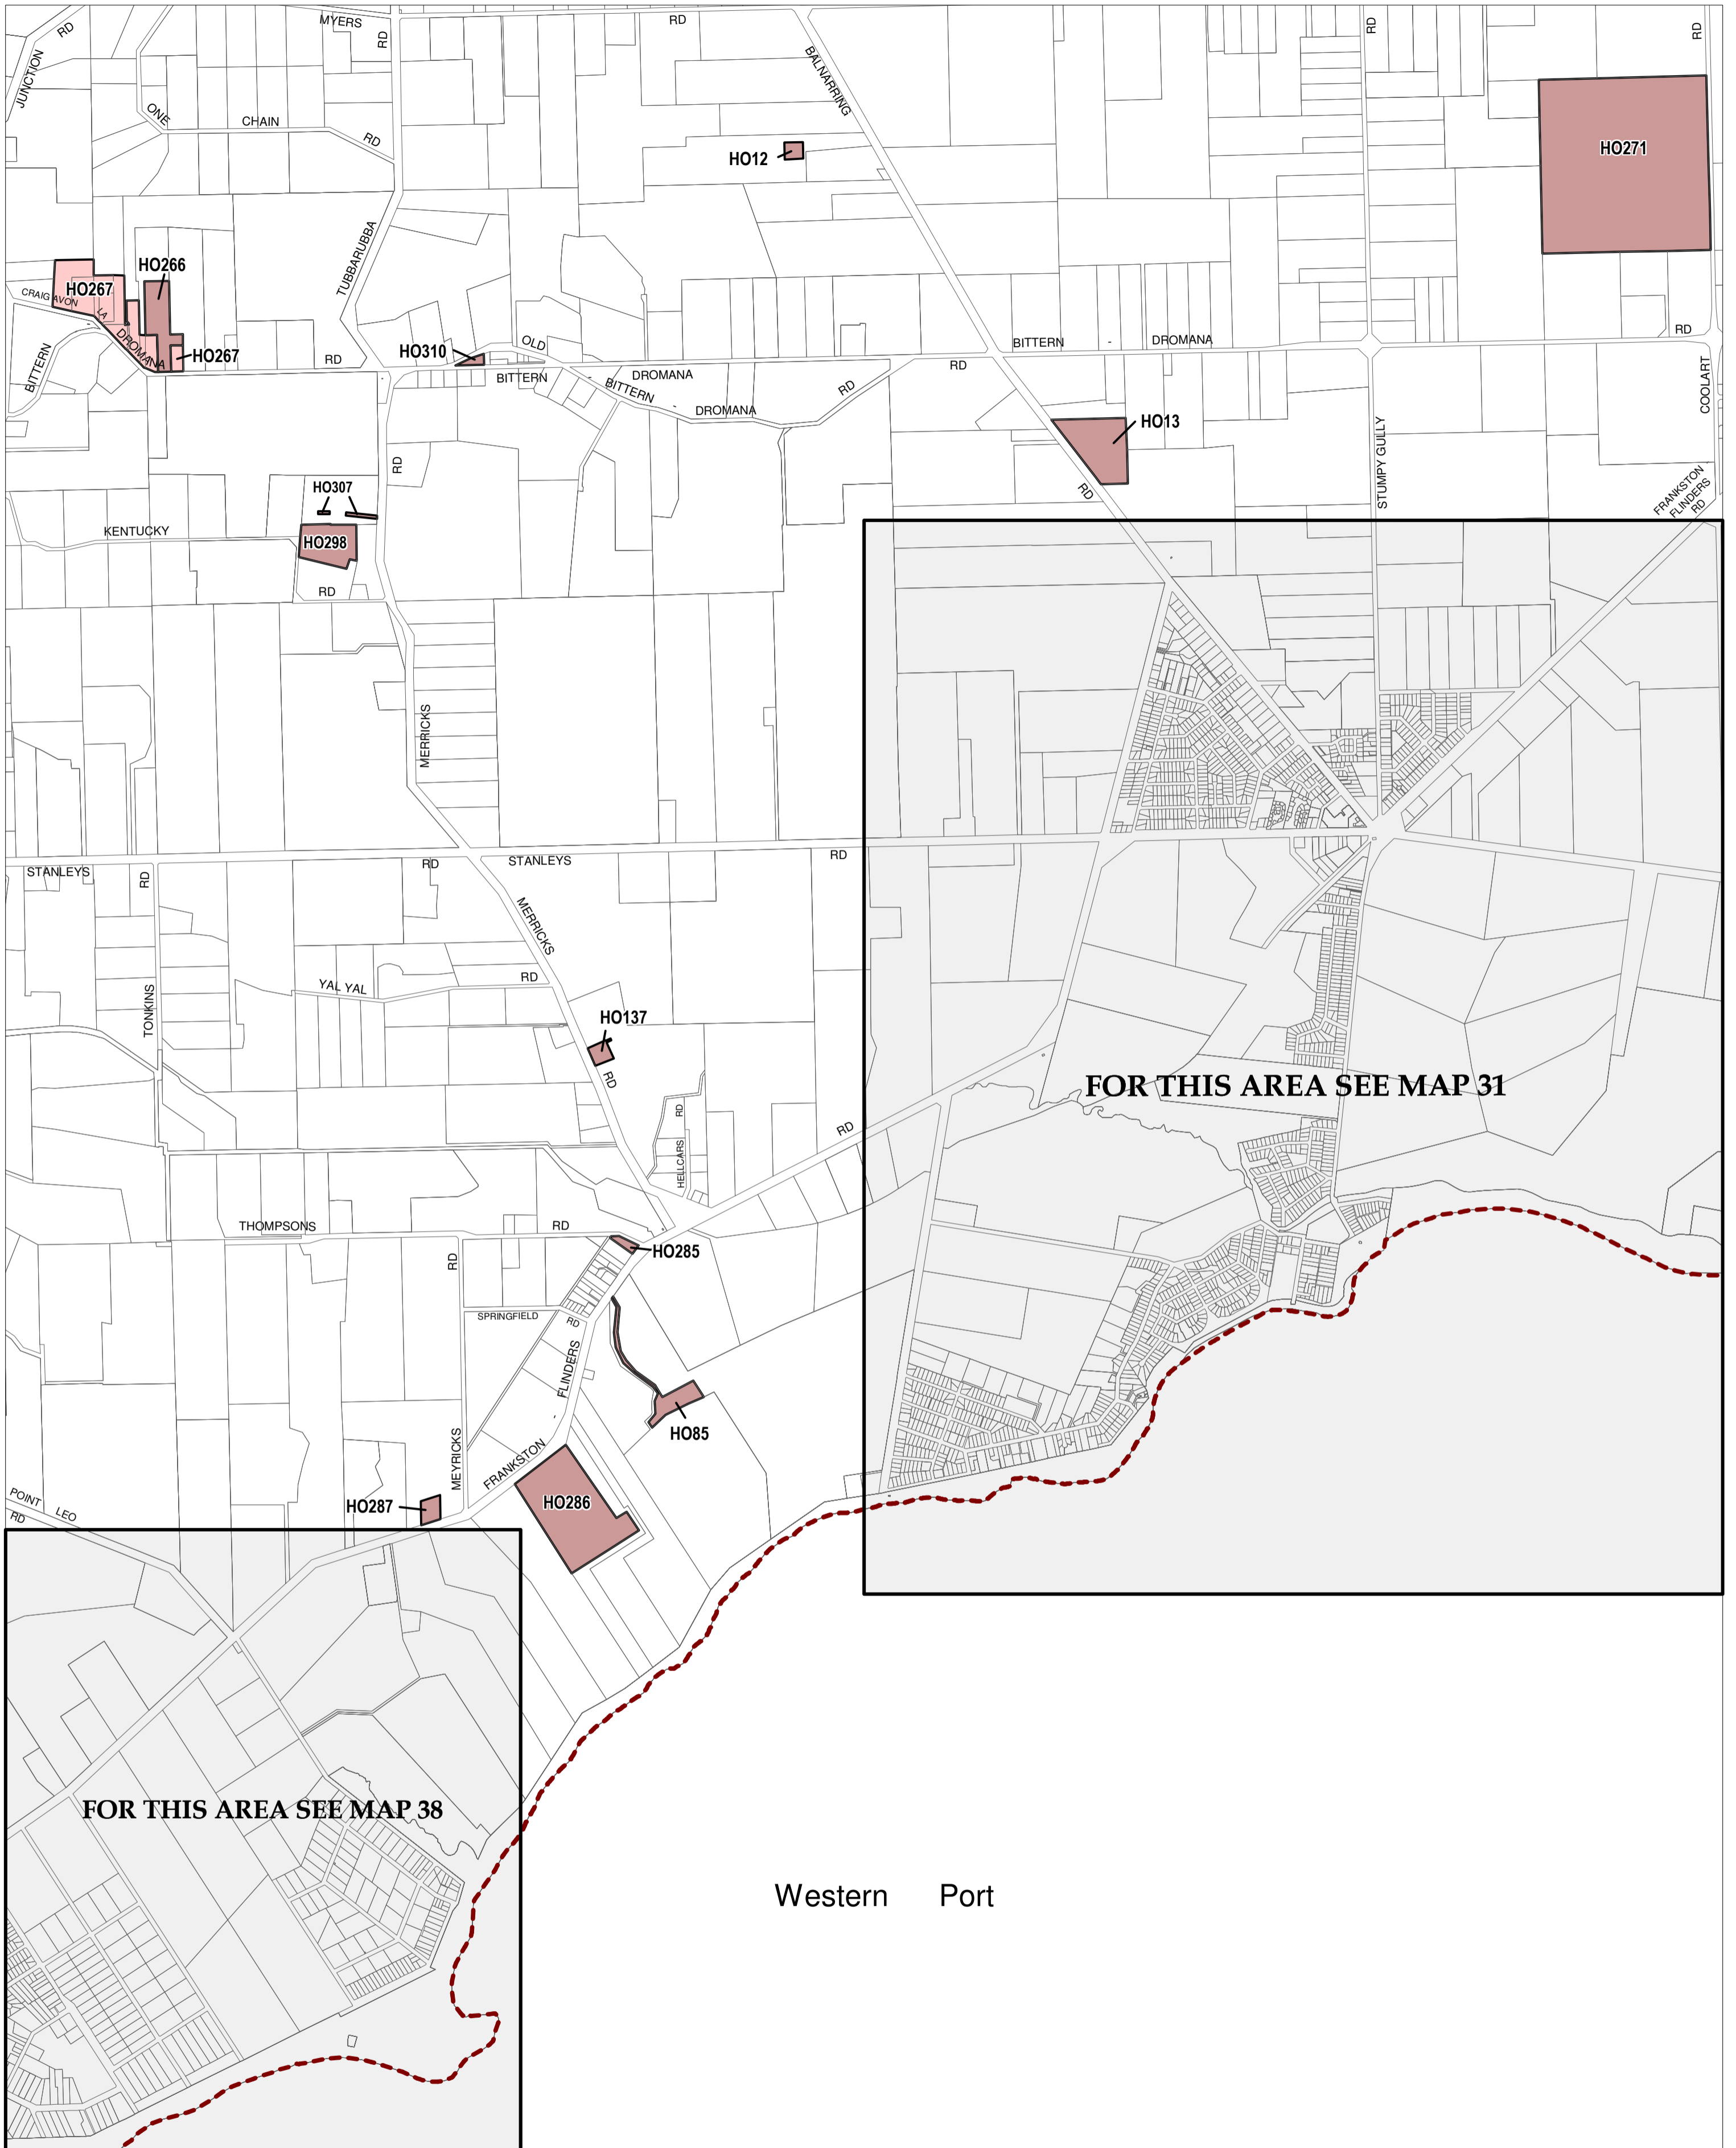 MYERS
RD
RD
RD
RD
RD
JUNCTION
BALNARRING
ONE
CHAIN
RD
HO12
HO271
TUBBARUBBA
HO266
HO267
CRAIG AVON
LA
DROMANA
HO267
BITTERN
RD
HO310
OLD
BITTERN
DROMANA
BITTERN
DROMANA
RD
RD
BITTERN - DROMANA
RD
COOLART
HO13
STUMPY GULLY
RD
RD
FRANKSTON
FLINDERS
RD
HO307
KENTUCKY
HO298
RD
MERRICKS
STANLEYS
RD
RD
STANLEYS
RD
MERRICKS
YAL YAL
RD
TONKINS
HO137
RD
FOR THIS AREA SEE MAP 31
RD
HELLCARS
RD
THOMPSONS
RD
HO285
RD
SPRINGFIELD
RD
FLINDERS
HO85
MEYRICKS
FRANKSTON
HO287
HO286
POINT LEO
RD
FOR THIS AREA SEE MAP 38
Western Port